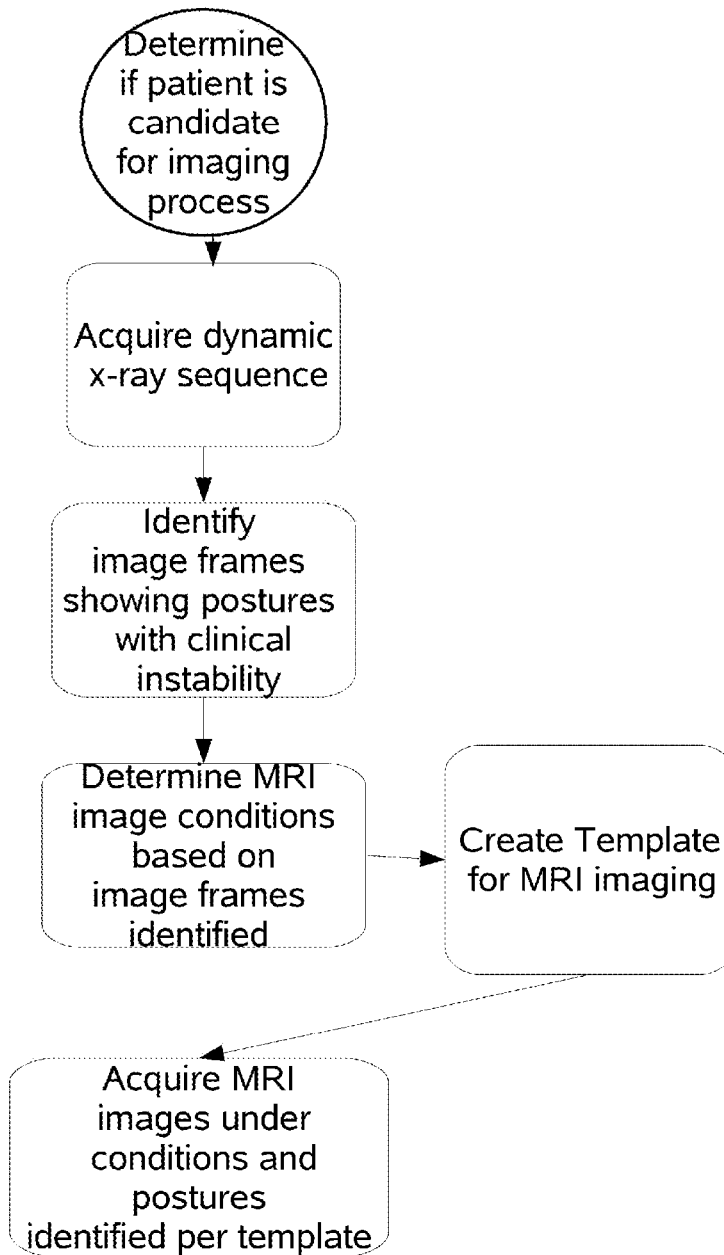 Determine
if patient is
candidate
for imaging
process
Acquire dynamic
x-ray sequence
Identify
image frames
showing postures
with clinical
instability
Determine MRI
image conditions
based on
image frames
identified
Create Template
for MRI imaging
Acquire MRI
images under
conditions and
postures
identified per template